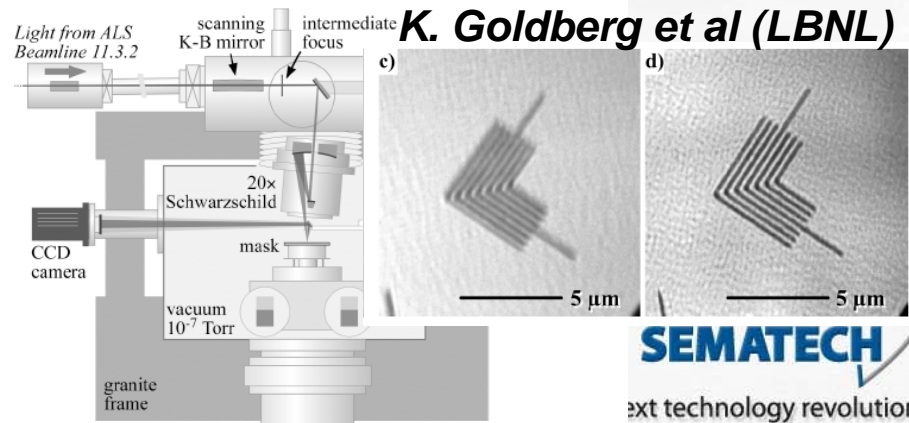 K. Goldberg et al (LBNL)
Light from ALS
Beamline 11.3.2
scanning
K-B mirror
intermediate
focus
20×
Schwarzschild
mask
CCD
camera
vacuum
10⁻⁷ Torr
granite
frame
c)
5 µm
d)
5 µm
SEMATECH
ext technology revolution